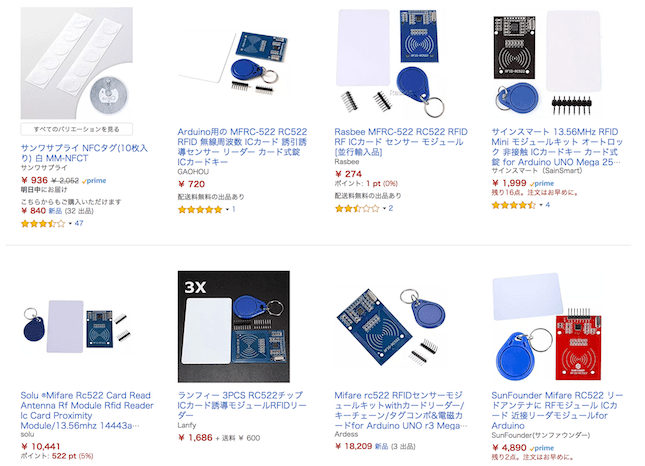 すべてのバリエーションを見る
サンワサプライ NFCタグ(10枚入
り) 白 MM-NFCT
サンワサプライ
¥ 936 ¥ 2,052 prime
明日中にお届け
こちらからもご購入いただけます
¥ 840 新品 (32 出品)
47
Arduino用の MFRC-522 RC522
RFID 無線周波数 ICカード 誘引誘
導センサー リーダー カード式錠
ICカードキー
GAOHOU
¥ 720
配送料無料の出品あり
1
Rasbee MFRC-522 RC522 RFID
RF ICカード センサー モジュール
[並行輸入品]
Rasbee
¥ 274
ポイント: 1 pt (0%)
配送料無料の出品あり
2
サインスマート 13.56MHz RFID
Mini モジュールキット オートロッ
ク 非接触 ICカードキー カード式
錠 for Arduino UNO Mega 25…
サインスマート（SainSmart）
¥ 1,999 prime
残り16点。注文はお早めに。
4
Solu ®Mifare Rc522 Card Read
Antenna Rf Module Rfid Reader
Ic Card Proximity
Module/13.56mhz 14443a…
solu
¥ 10,441
ポイント: 522 pt (5%)
3X
ランフィー 3PCS RC522チップ
ICカード誘導モジュールRFIDリー
ダー
Lanfy
¥ 1,686 + 送料 ¥ 600
Mifare rc522 RFIDセンサーモジ
ュールキットwithカードリーダー/
キーチェーン/タグコンボ&電磁カ
ードfor Arduino UNO r3 Mega…
Ardess
¥ 18,209 新品 (3 出品)
SunFounder Mifare RC522 リー
ドアンテナに RFモジュール ICカ
ード 近接リーダモジュールfor
Arduino
SunFounder(サンファウンダー)
¥ 4,890 prime
残り2点。注文はお早めに。